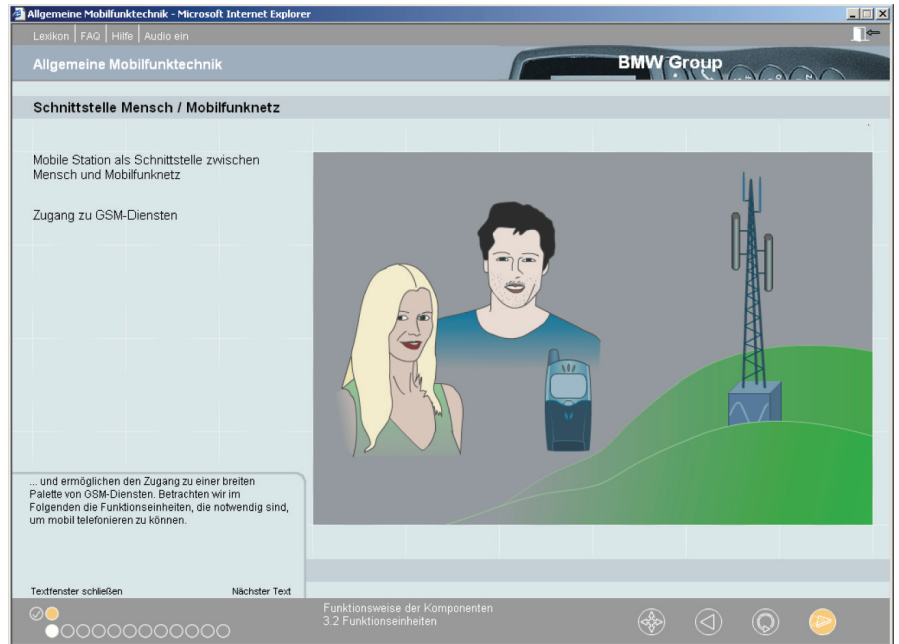 Allgemeine Mobilfunktechnik - Microsoft Internet Explorer
Lexikon | FAQ | Hilfe | Audio ein
Allgemeine Mobilfunktechnik
BMW Group
Schnittstelle Mensch / Mobilfunknetz
Mobile Station als Schnittstelle zwischen
Mensch und Mobilfunknetz
Zugang zu GSM-Diensten
... und ermöglichen den Zugang zu einer breiten
Palette von GSM-Diensten. Betrachten wir im
Folgenden die Funktionseinheiten, die notwendig sind,
um mobil telefonieren zu können.
Textfenster schließen Nächster Text
Funktionsweise der Komponenten
3.2 Funktionseinheiten